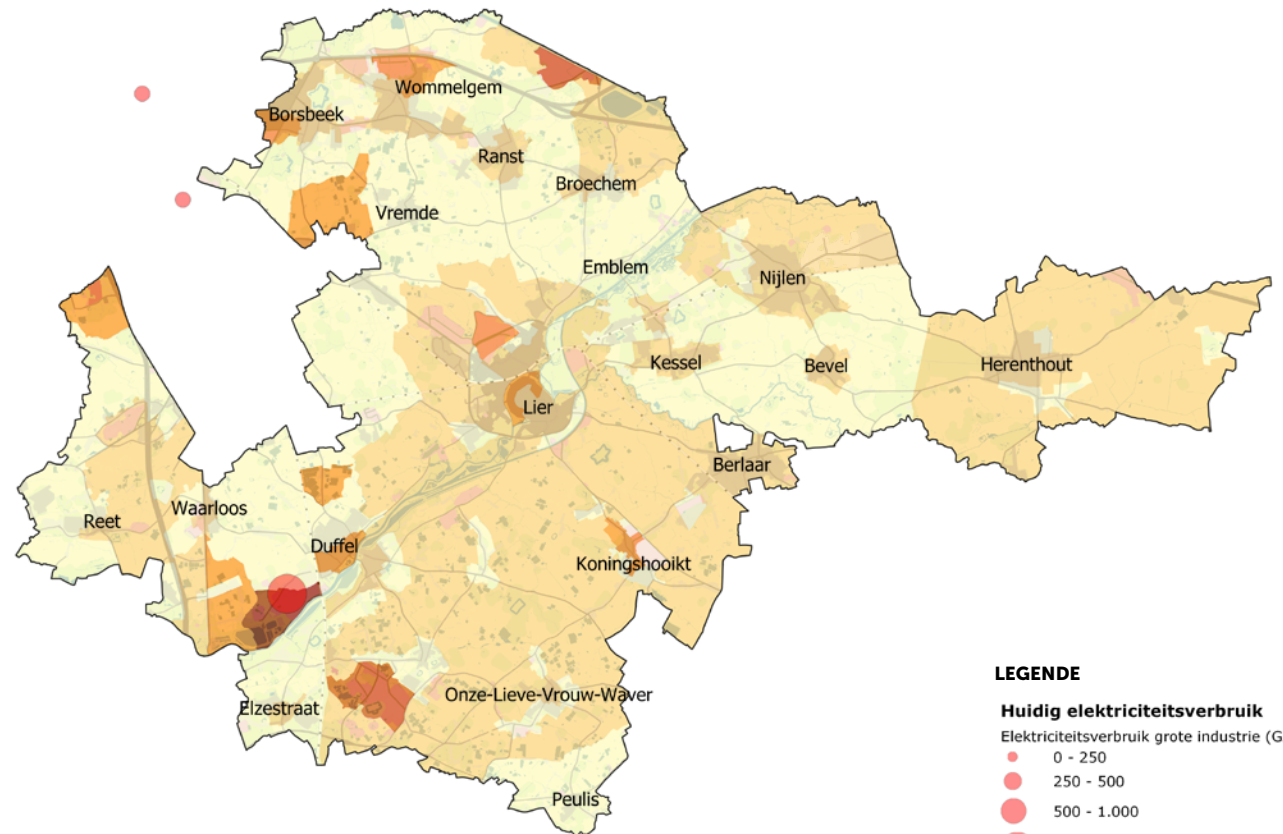 Wommelgem
Borsbeek
Ranst
Broechem
Vremde
Emblem
Nijlen
Kessel
Bevel
Herenthout
Lier
Berlaar
Reet
Waarloos
Duffel
Koningshooikt
Elzestraat
Onze-Lieve-Vrouw-Waver
Peulis
LEGENDE
Huidig elektriciteitsverbruik
Elektriciteitsverbruik grote industrie (G
0 - 250
250 - 500
500 - 1.000